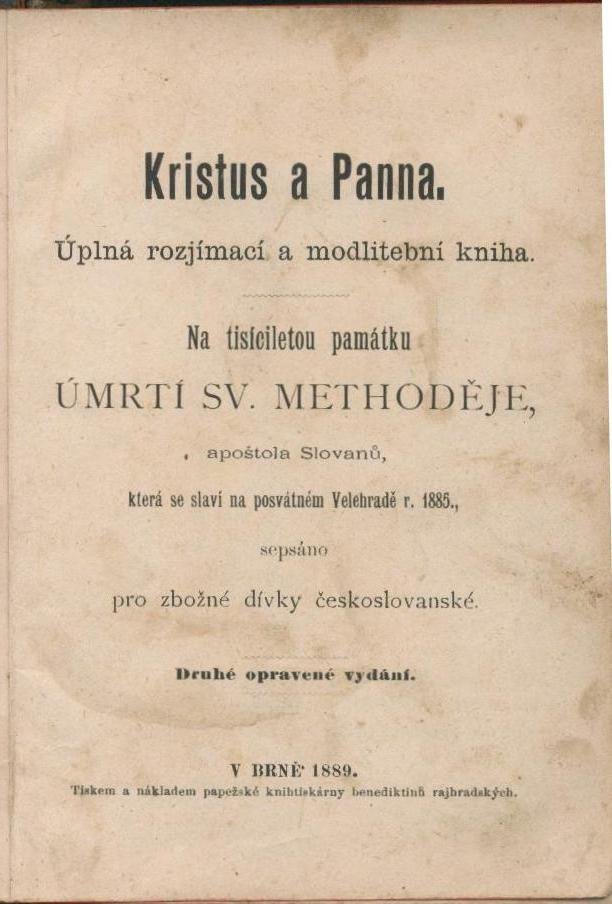 Kristus a Panna.
Úplná rozjímací a modlitební kniha.
Na tisíciletou památku
ÚMRTÍ SV. METHODĚJE,
apoštola Slovanů,
která se slaví na posvátném Velehradě r. 1885.,
sepsáno
pro zbožné dívky českoslovanské.
Druhé opravené vydání.
V BRNĚ 1889.
Tiskem a nákladem papežské knihtiskárny benediktinů rajhradských.